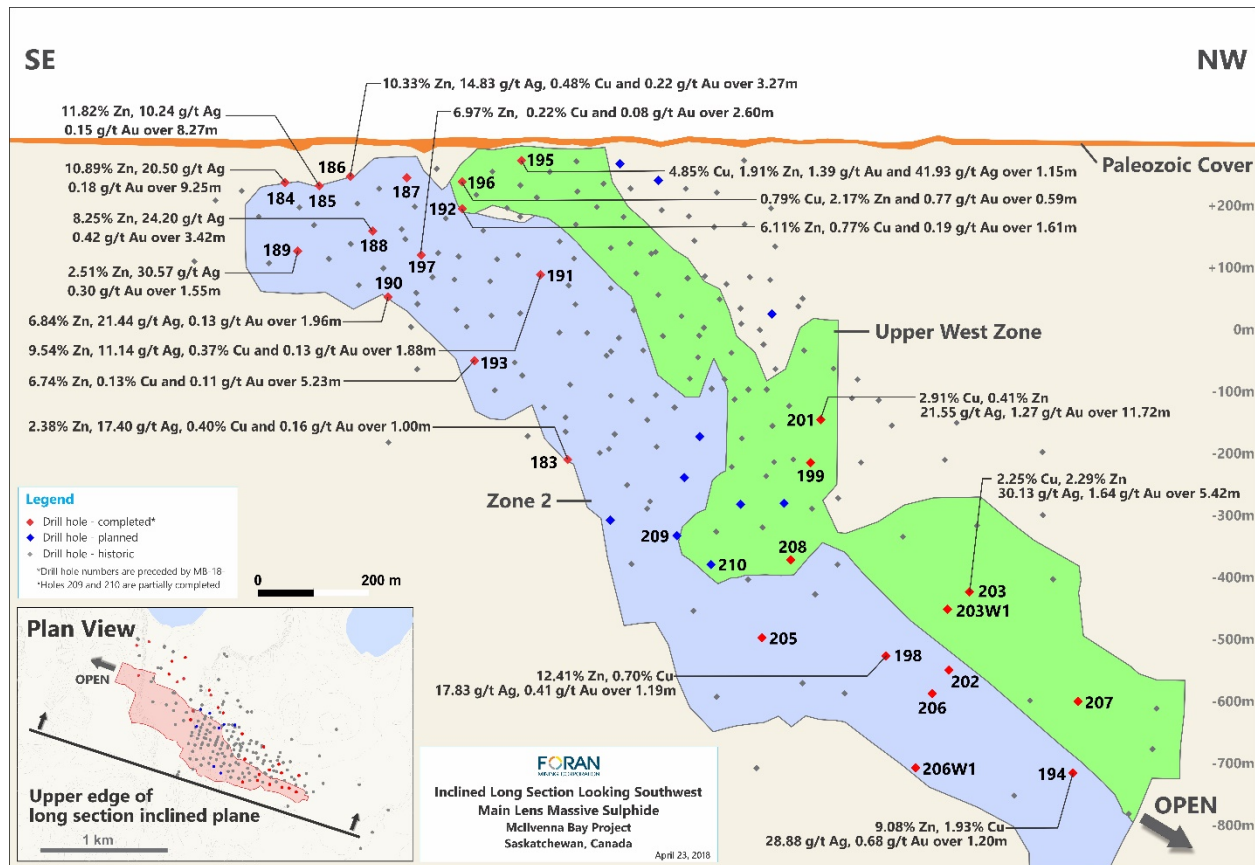 SE
NW
10.33% Zn, 14.83 g/t Ag, 0.48% Cu and 0.22 g/t Au over 3.27m
11.82% Zn, 10.24 g/t Ag
0.15 g/t Au over 8.27m
6.97% Zn, 0.22% Cu and 0.08 g/t Au over 2.60m
10.89% Zn, 20.50 g/t Ag
0.18 g/t Au over 9.25m
184
185
186
187
195
196
192
4.85% Cu, 1.91% Zn, 1.39 g/t Au and 41.93 g/t Ag over 1.15m
Paleozoic Cover
0.79% Cu, 2.17% Zn and 0.77 g/t Au over 0.59m
6.11% Zn, 0.77% Cu and 0.19 g/t Au over 1.61m
8.25% Zn, 24.20 g/t Ag
0.42 g/t Au over 3.42m
188
189
197
190
191
2.51% Zn, 30.57 g/t Ag
0.30 g/t Au over 1.55m
6.84% Zn, 21.44 g/t Ag, 0.13 g/t Au over 1.96m
9.54% Zn, 11.14 g/t Ag, 0.37% Cu and 0.13 g/t Au over 1.88m
193
6.74% Zn, 0.13% Cu and 0.11 g/t Au over 5.23m
2.38% Zn, 17.40 g/t Ag, 0.40% Cu and 0.16 g/t Au over 1.00m
183
Upper West Zone
2.91% Cu, 0.41% Zn
21.55 g/t Ag, 1.27 g/t Au over 11.72m
201
199
2.25% Cu, 2.29% Zn
30.13 g/t Ag, 1.64 g/t Au over 5.42m
Zone 2
209
210
208
203
203W1
205
198
202
206
207
12.41% Zn, 0.70% Cu
17.83 g/t Ag, 0.41 g/t Au over 1.19m
206W1
194
9.08% Zn, 1.93% Cu
28.88 g/t Ag, 0.68 g/t Au over 1.20m
OPEN
+200m
+100m
0m
-100m
-200m
-300m
-400m
-500m
-600m
-700m
-800m
Legend
Drill hole - completed*
Drill hole - planned
Drill hole - historic
*Drill hole numbers are preceded by MB-18-
*Holes 209 and 210 are partially completed
0
200 m
Plan View
OPEN
Upper edge of
long section inclined plane
1 km
FORAN
MINING CORPORATION
Inclined Long Section Looking Southwest
Main Lens Massive Sulphide
McIlvenna Bay Project
Saskatchewan, Canada
April 23, 2018